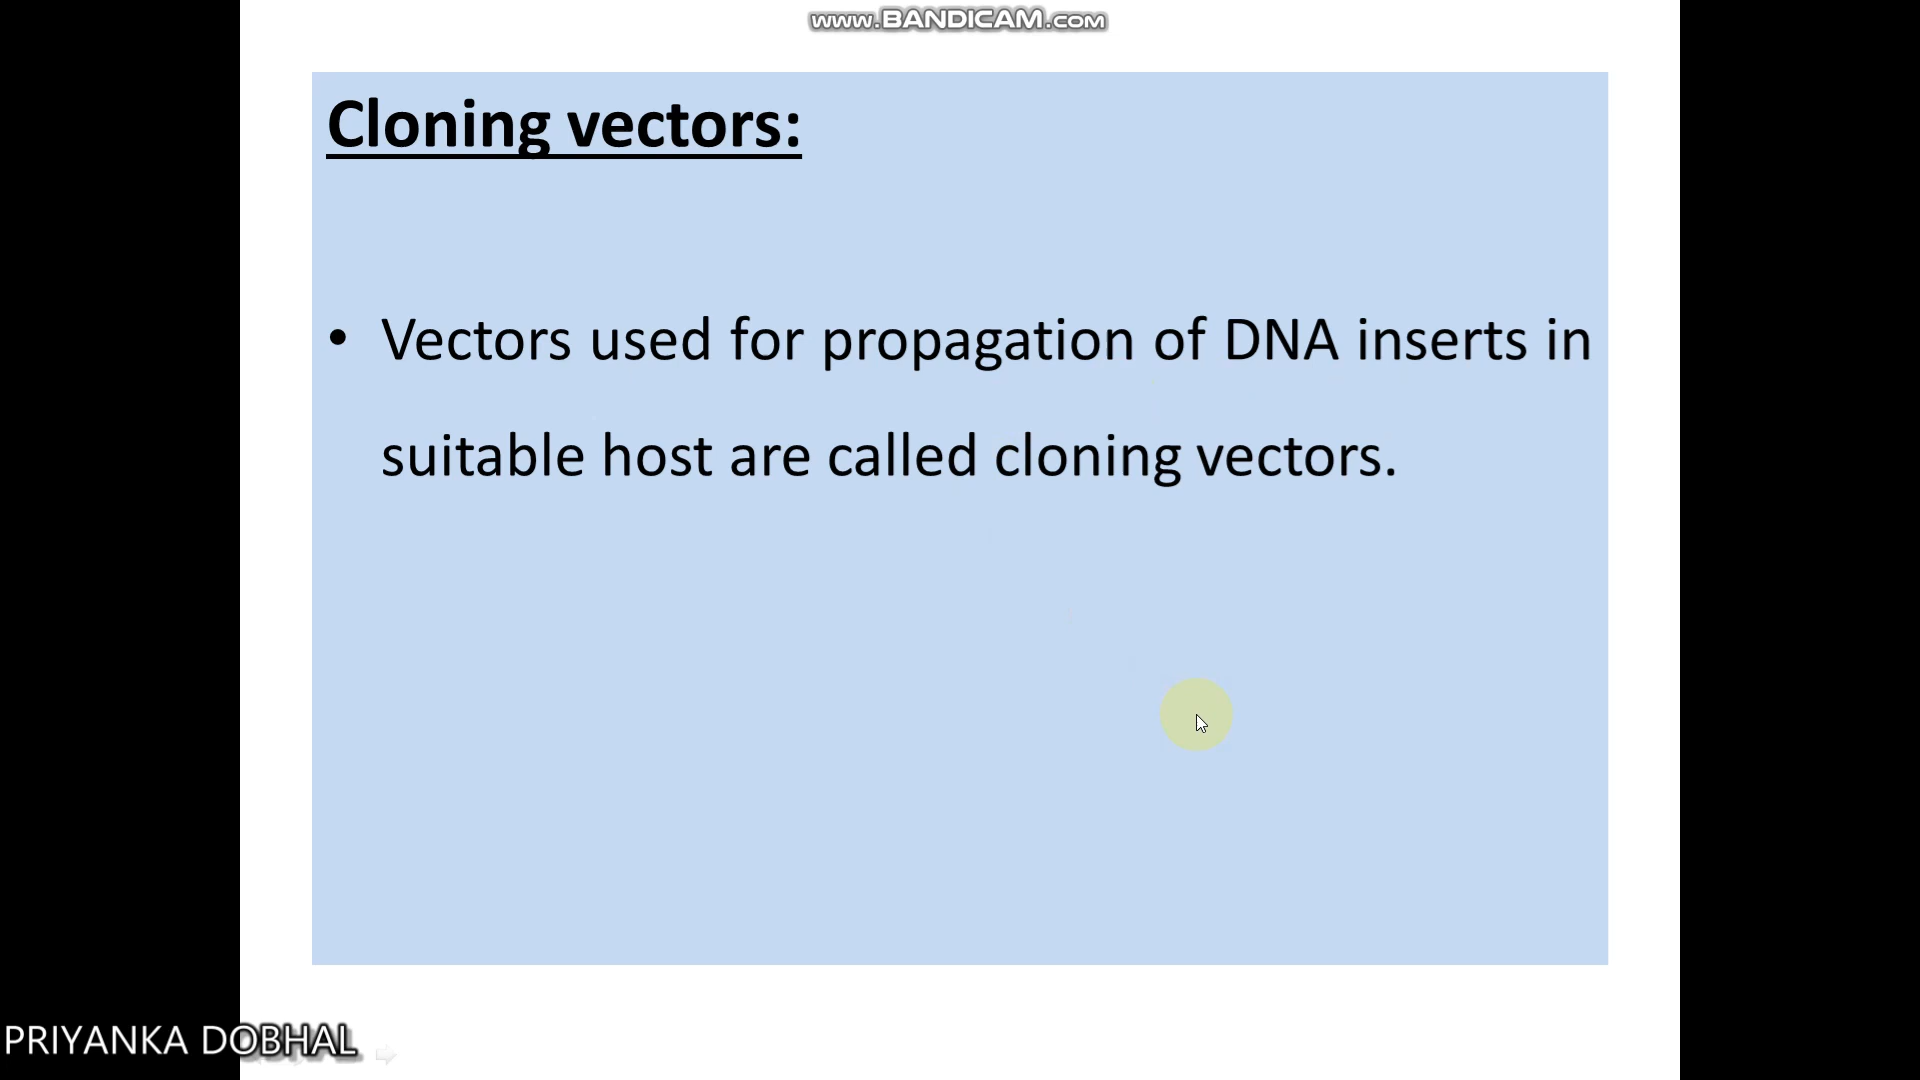 www.BANDICAM.com
Cloning vectors:
• Vectors used for propagation of DNA inserts in
suitable host are called cloning vectors.
PRIYANKA DOBHAL